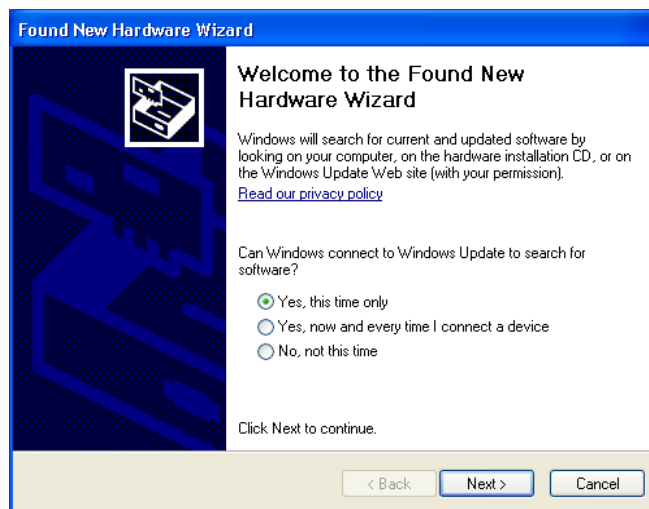 Found New Hardware Wizard
Welcome to the Found New
Hardware Wizard
Windows will search for current and updated software by
looking on your computer, on the hardware installation CD, or on
the Windows Update Web site (with your permission).
Read our privacy policy
Can Windows connect to Windows Update to search for
software?
Yes, this time only
Yes, now and every time I connect a device
No, not this time
Click Next to continue.
< Back
Next >
Cancel